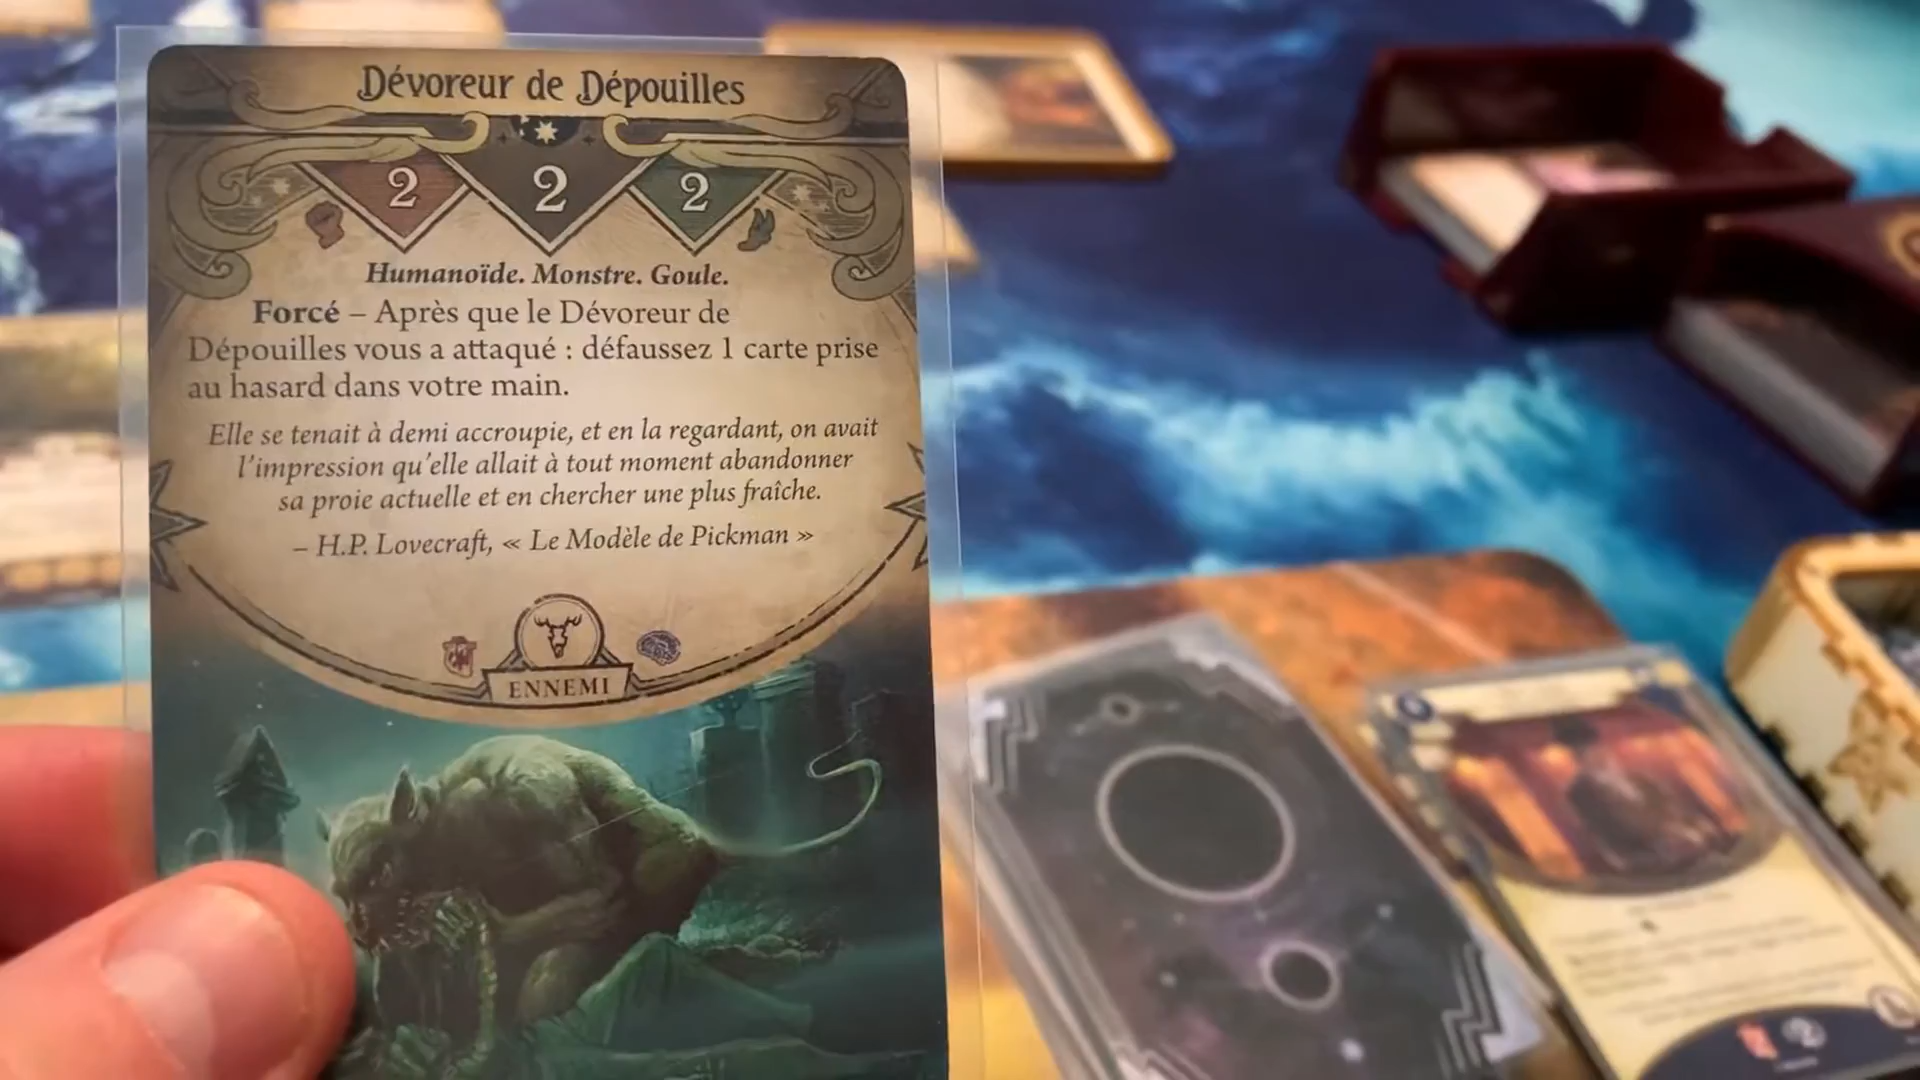 Dévoreur de Dépouilles
2 2 2
Humanoïde. Monstre. Goule.
Forcé – Après que le Dévoreur de
Dépouilles vous a attaqué : défaussez 1 carte prise
au hasard dans votre main.
Elle se tenait à demi accroupie, et en la regardant, on avait
l'impression qu'elle allait à tout moment abandonner
sa proie actuelle et en chercher une plus fraîche.
– H.P. Lovecraft, « Le Modèle de Pickman »
ENNEMI